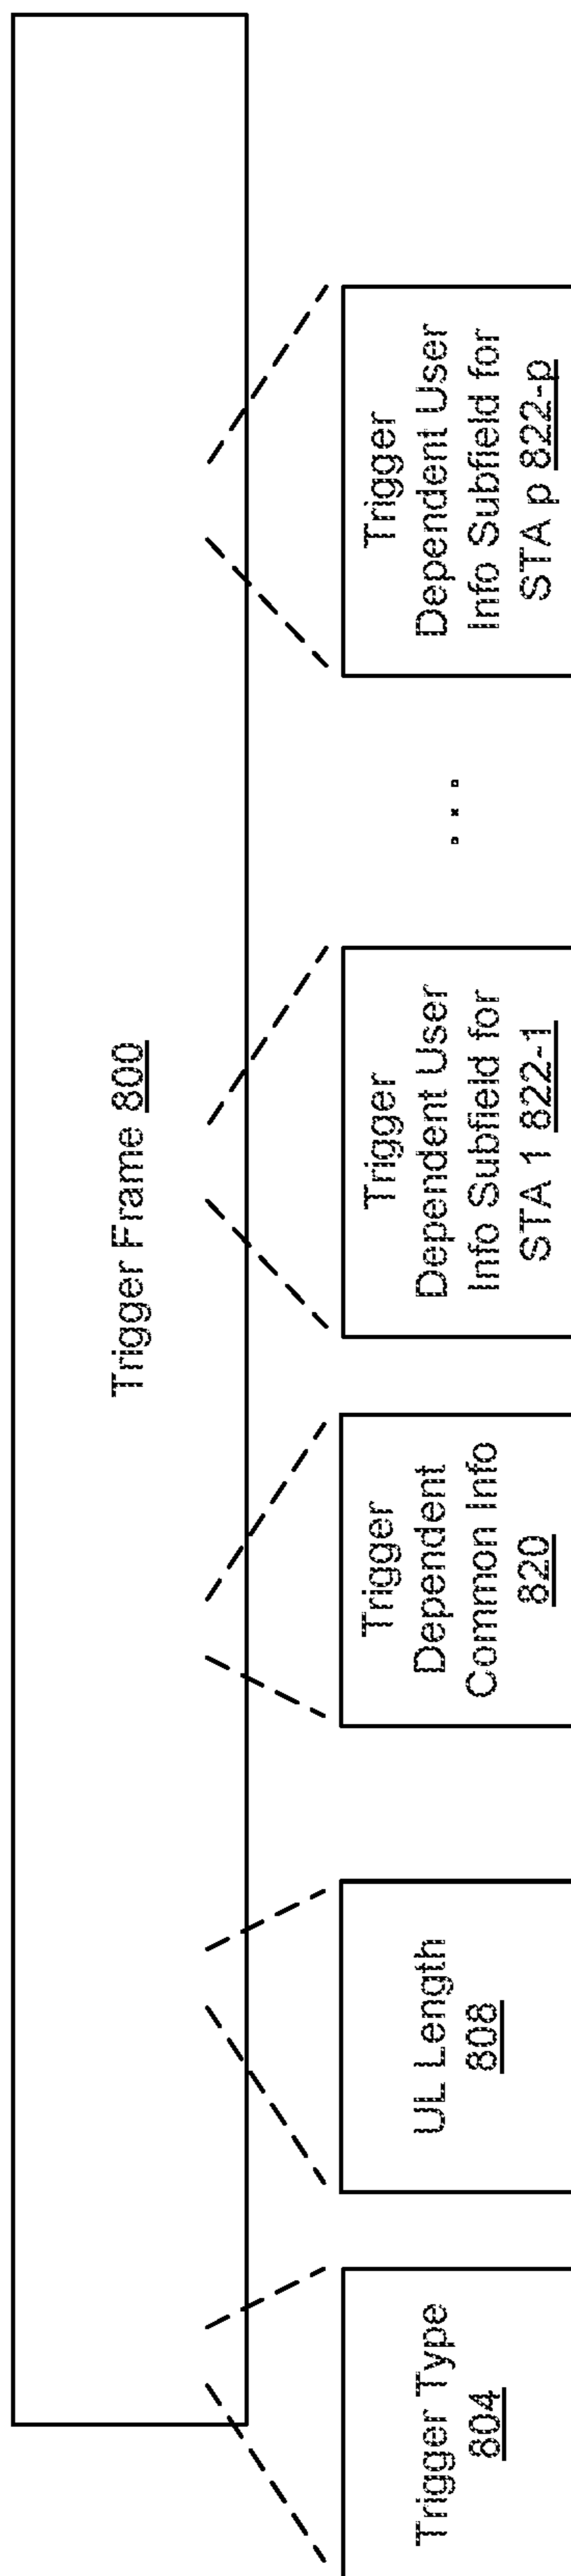 Trigger Frame 800
Trigger Type
804
UL Length
808
Trigger
Dependent
Common Info
820
Trigger
Dependent User
Info Subfield for
STA 1 822-1
...
Trigger
Dependent User
Info Subfield for
STA p 822-p